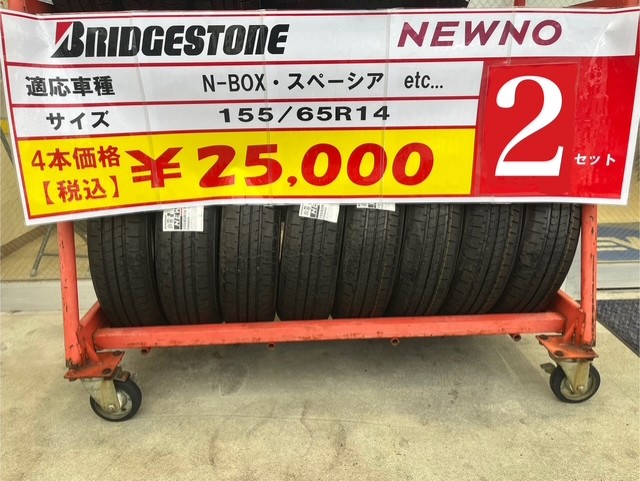 BRIDGESTONE NEWNO
適応車種 N-BOX・スペーシア etc...
サイズ 155/65R14
4本価格
【税込】 ¥25,000
2セット